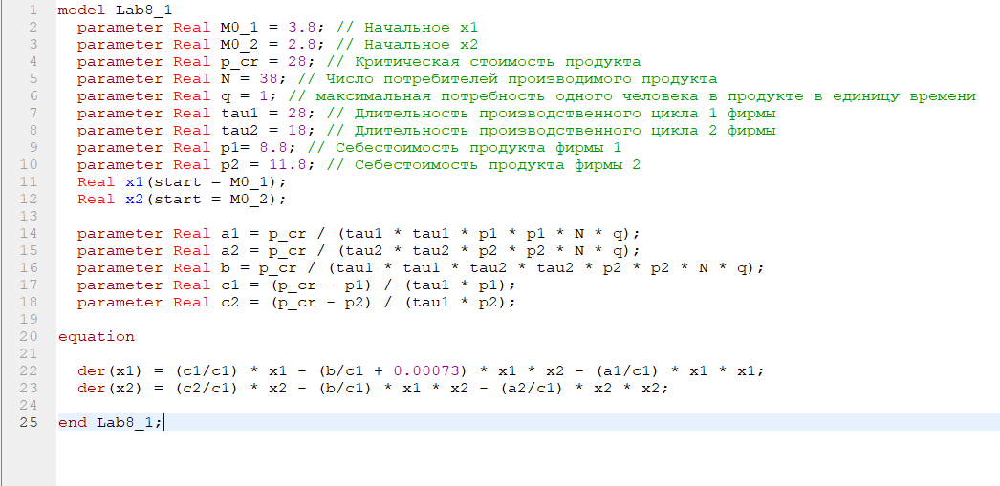 1 model Lab8_1
2 parameter Real M0_1 = 3.8; // Начальное x1
3 parameter Real M0_2 = 2.8; // Начальное x2
4 parameter Real p_cr = 28; // Критическая стоимость продукта
5 parameter Real N = 38; // Число потребителей производимого продукта
6 parameter Real q = 1; // максимальная потребность одного человека в продукте в единицу времени
7 parameter Real tau1 = 28; // Длительность производственного цикла 1 фирмы
8 parameter Real tau2 = 18; // Длительность производственного цикла 2 фирмы
9 parameter Real p1= 8.8; // Себестоимость продукта фирмы 1
10 parameter Real p2 = 11.8; // Себестоимость продукта фирмы 2
11 Real x1(start = M0_1);
12 Real x2(start = M0_2);
13
14 parameter Real a1 = p_cr / (tau1 * tau1 * p1 * p1 * N * q);
15 parameter Real a2 = p_cr / (tau2 * tau2 * p2 * p2 * N * q);
16 parameter Real b = p_cr / (tau1 * tau1 * tau2 * tau2 * p2 * p2 * N * q);
17 parameter Real c1 = (p_cr - p1) / (tau1 * p1);
18 parameter Real c2 = (p_cr - p2) / (tau1 * p2);
19
20 equation
21
22 der(x1) = (c1/c1) * x1 - (b/c1 + 0.00073) * x1 * x2 - (a1/c1) * x1 * x1;
23 der(x2) = (c2/c1) * x2 - (b/c1) * x1 * x2 - (a2/c1) * x2 * x2;
24
25 end Lab8_1;